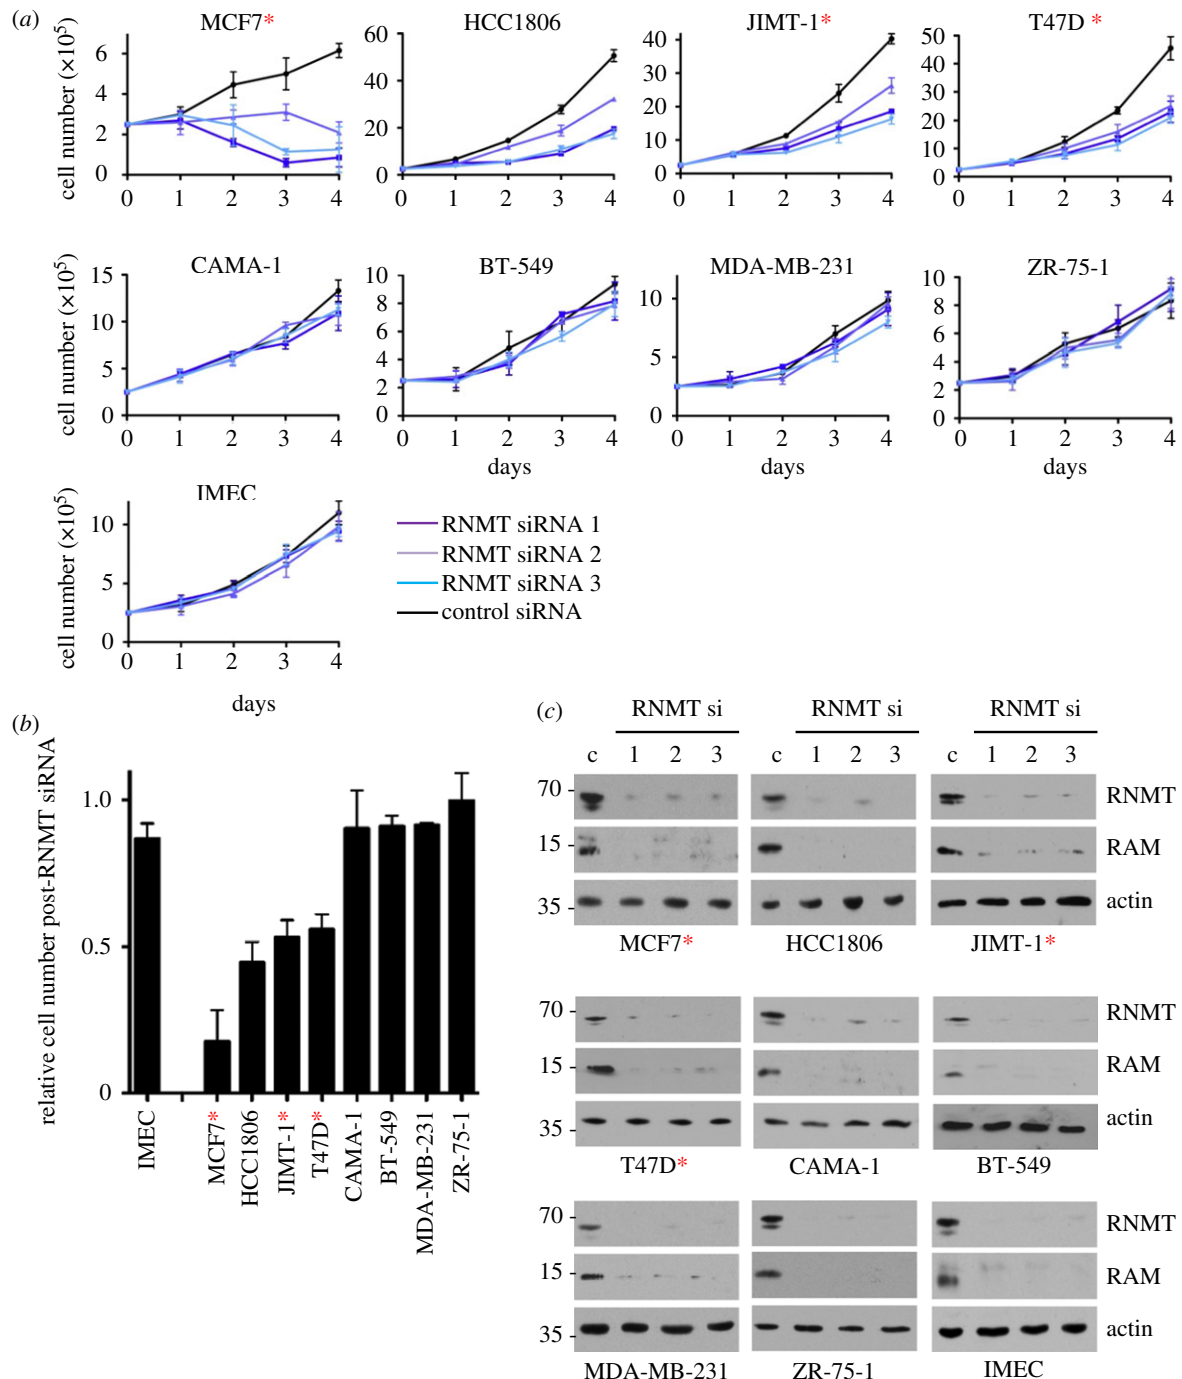 (a)
MCF7*
HCC1806
JIMT-1*
T47D *
cell number (×10⁵)
6
4
2
0
0 1 2 3 4
60
40
20
0
0 1 2 3 4
40
30
20
10
0
0 1 2 3 4
50
40
30
20
10
0
0 1 2 3 4
CAMA-1
BT-549
MDA-MB-231
ZR-75-1
cell number (×10⁵)
15
10
5
0
0 1 2 3 4
10
8
6
4
2
0
0 1 2 3 4
days
10
5
0
0 1 2 3 4
days
10
8
6
4
2
0
0 1 2 3 4
days
IMEC
cell number (×10⁵)
10
5
0
0 1 2 3 4
days
RNMT siRNA 1
RNMT siRNA 2
RNMT siRNA 3
control siRNA
(b)
relative cell number post-RNMT siRNA
1.0
0.5
0
IMEC
MCF7*
HCC1806
JIMT-1*
T47D*
CAMA-1
BT-549
MDA-MB-231
ZR-75-1
(c)
RNMT si RNMT si RNMT si
c 1 2 3 c 1 2 3 c 1 2 3
70 RNMT
15 RAM
35 actin
MCF7* HCC1806 JIMT-1*
70 RNMT
15 RAM
35 actin
T47D* CAMA-1 BT-549
70 RNMT
15 RAM
35 actin
MDA-MB-231 ZR-75-1 IMEC